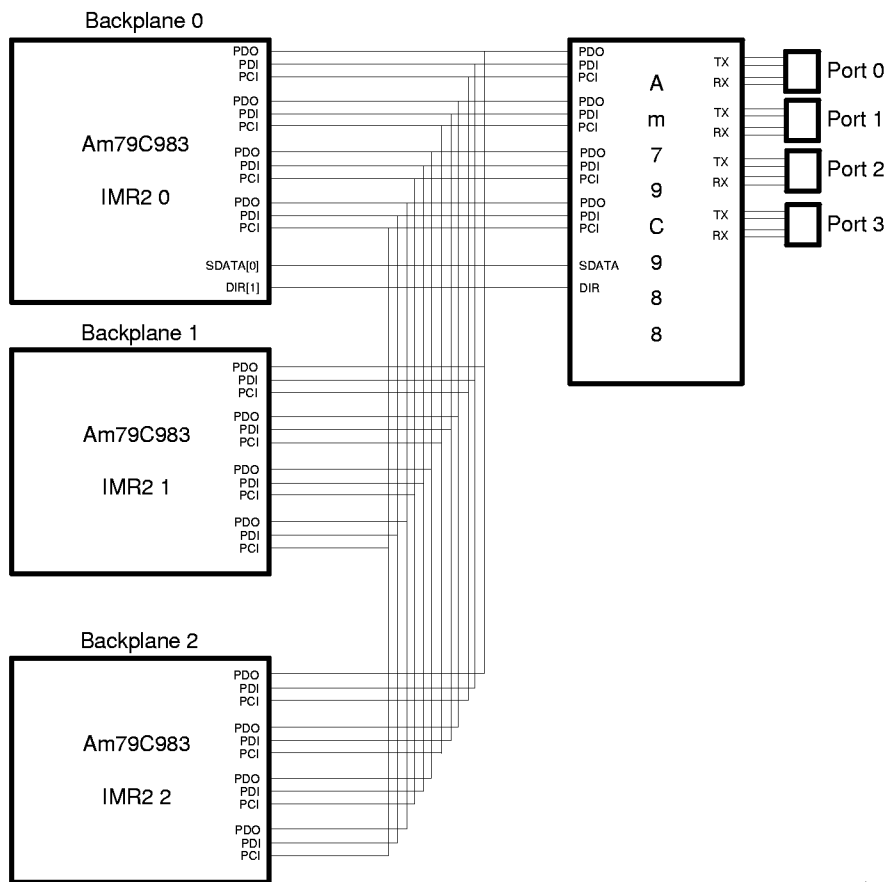 Backplane 0
Am79C983
IMR2 0
PDO
PDI
PCI
PDO
PDI
PCI
PDO
PDI
PCI
PDO
PDI
PCI
SDATA[0]
DIR[1]
Backplane 1
Am79C983
IMR2 1
PDO
PDI
PCI
PDO
PDI
PCI
PDO
PDI
PCI
PDO
PDI
PCI
Backplane 2
Am79C983
IMR2 2
PDO
PDI
PCI
PDO
PDI
PCI
PDO
PDI
PCI
PDO
PDI
PCI
PDO
PDI
PCI
PDO
PDI
PCI
PDO
PDI
PCI
PDO
PDI
PCI
SDATA
DIR
A
m
7
9
C
9
8
8
TX
RX
TX
RX
TX
RX
TX
RX
Port 0
Port 1
Port 2
Port 3